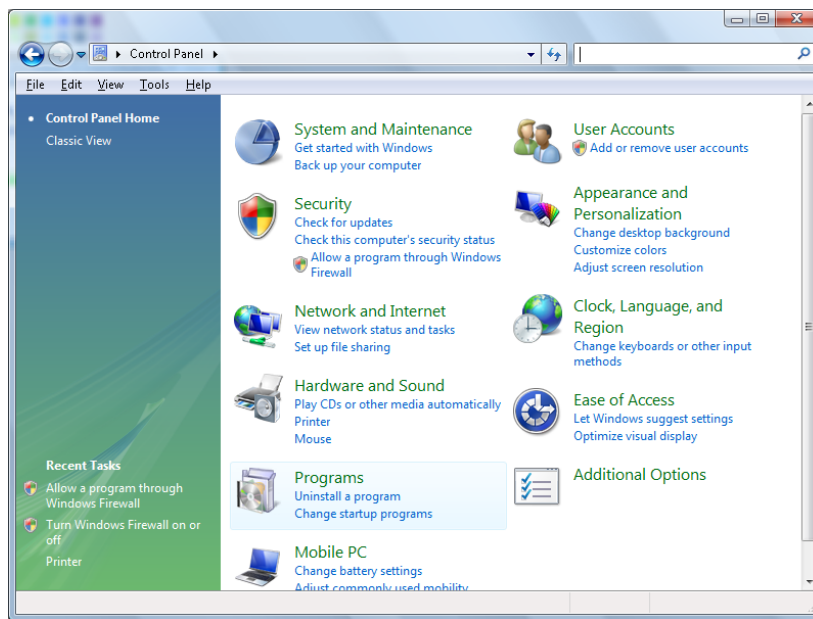 Control Panel
File Edit View Tools Help
Control Panel Home
Classic View
Recent Tasks
Allow a program through
Windows Firewall
Turn Windows Firewall on or
off
Printer
System and Maintenance
Get started with Windows
Back up your computer
Security
Check for updates
Check this computer's security status
Allow a program through Windows
Firewall
Network and Internet
View network status and tasks
Set up file sharing
Hardware and Sound
Play CDs or other media automatically
Printer
Mouse
Programs
Uninstall a program
Change startup programs
Mobile PC
Change battery settings
Adjust commonly used mobility
User Accounts
Add or remove user accounts
Appearance and
Personalization
Change desktop background
Customize colors
Adjust screen resolution
Clock, Language, and
Region
Change keyboards or other input
methods
Ease of Access
Let Windows suggest settings
Optimize visual display
Additional Options